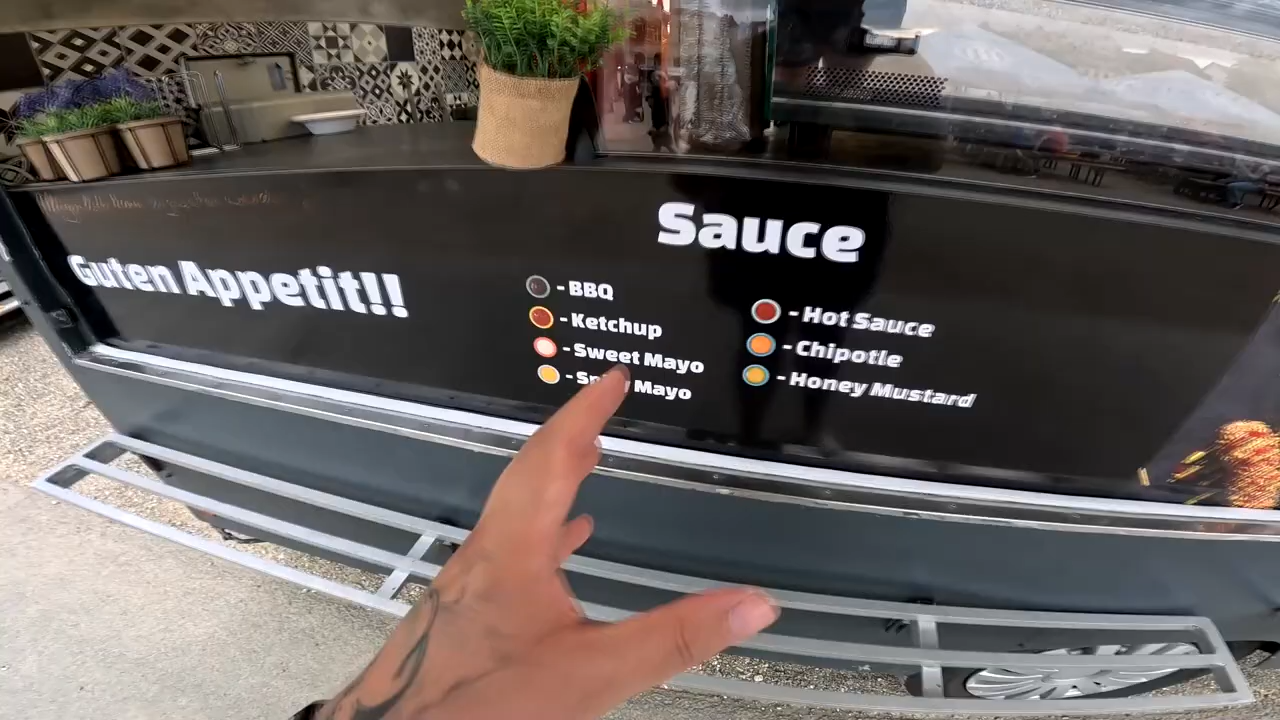 Guten Appetit!!
Sauce
- BBQ
- Ketchup
- Sweet Mayo
Mayo
- Hot Sauce
- Chipotle
- Honey Mustard